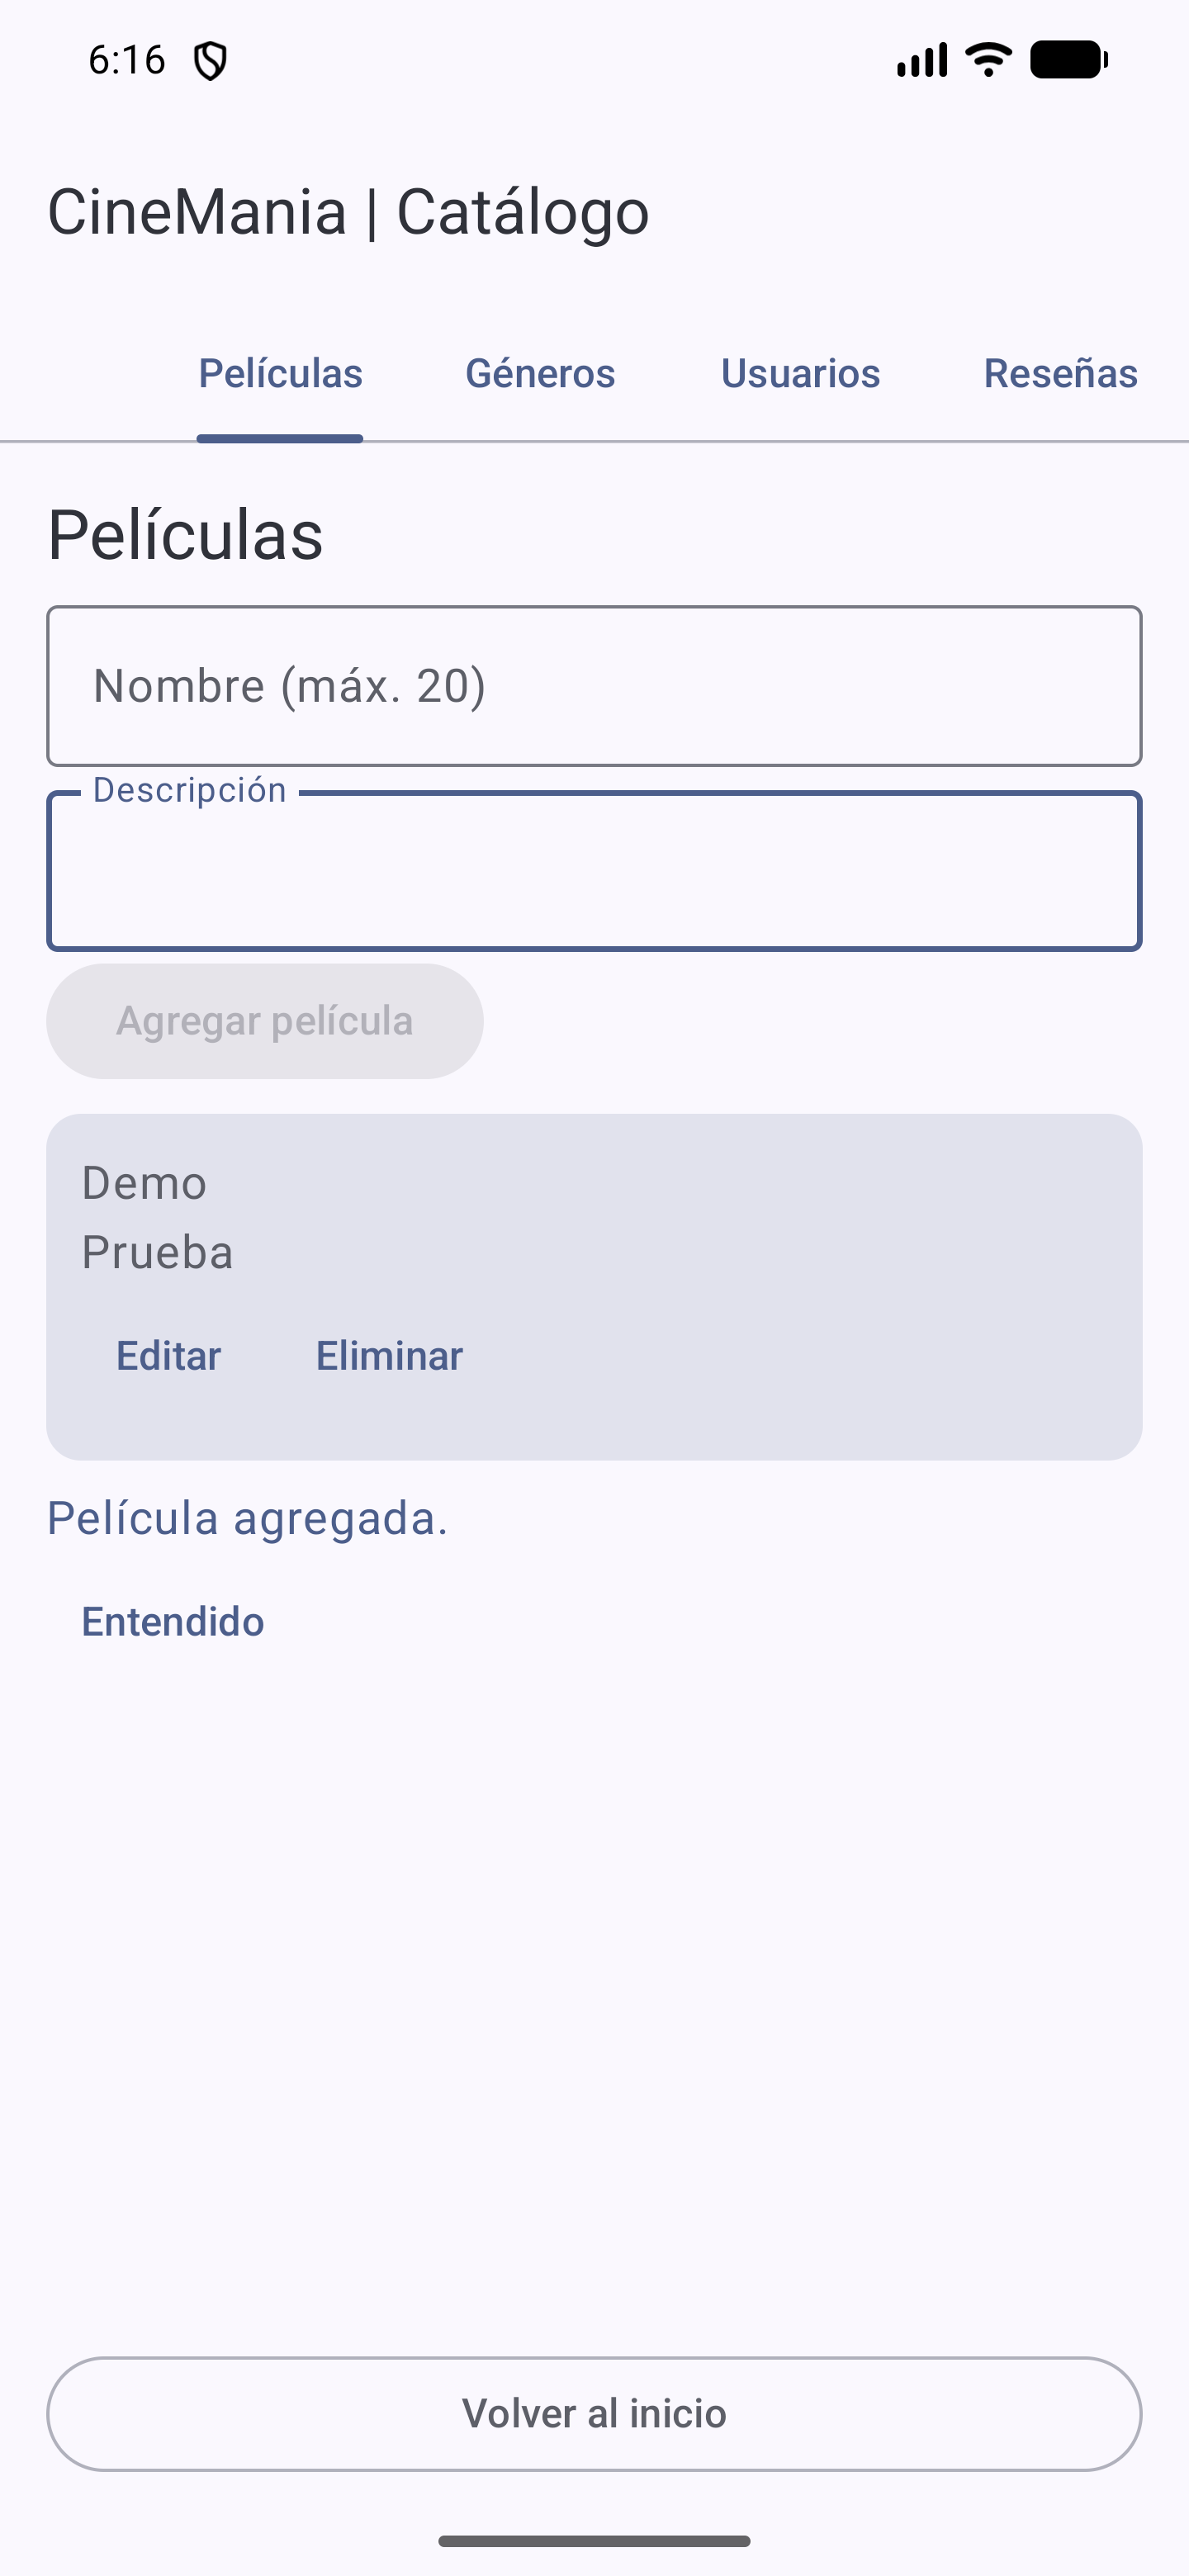 6:16
CineMania | Catálogo
Películas Géneros Usuarios Reseñas
Películas
Nombre (máx. 20)
Descripción
Agregar película
Demo
Prueba
Editar Eliminar
Película agregada.
Entendido
Volver al inicio